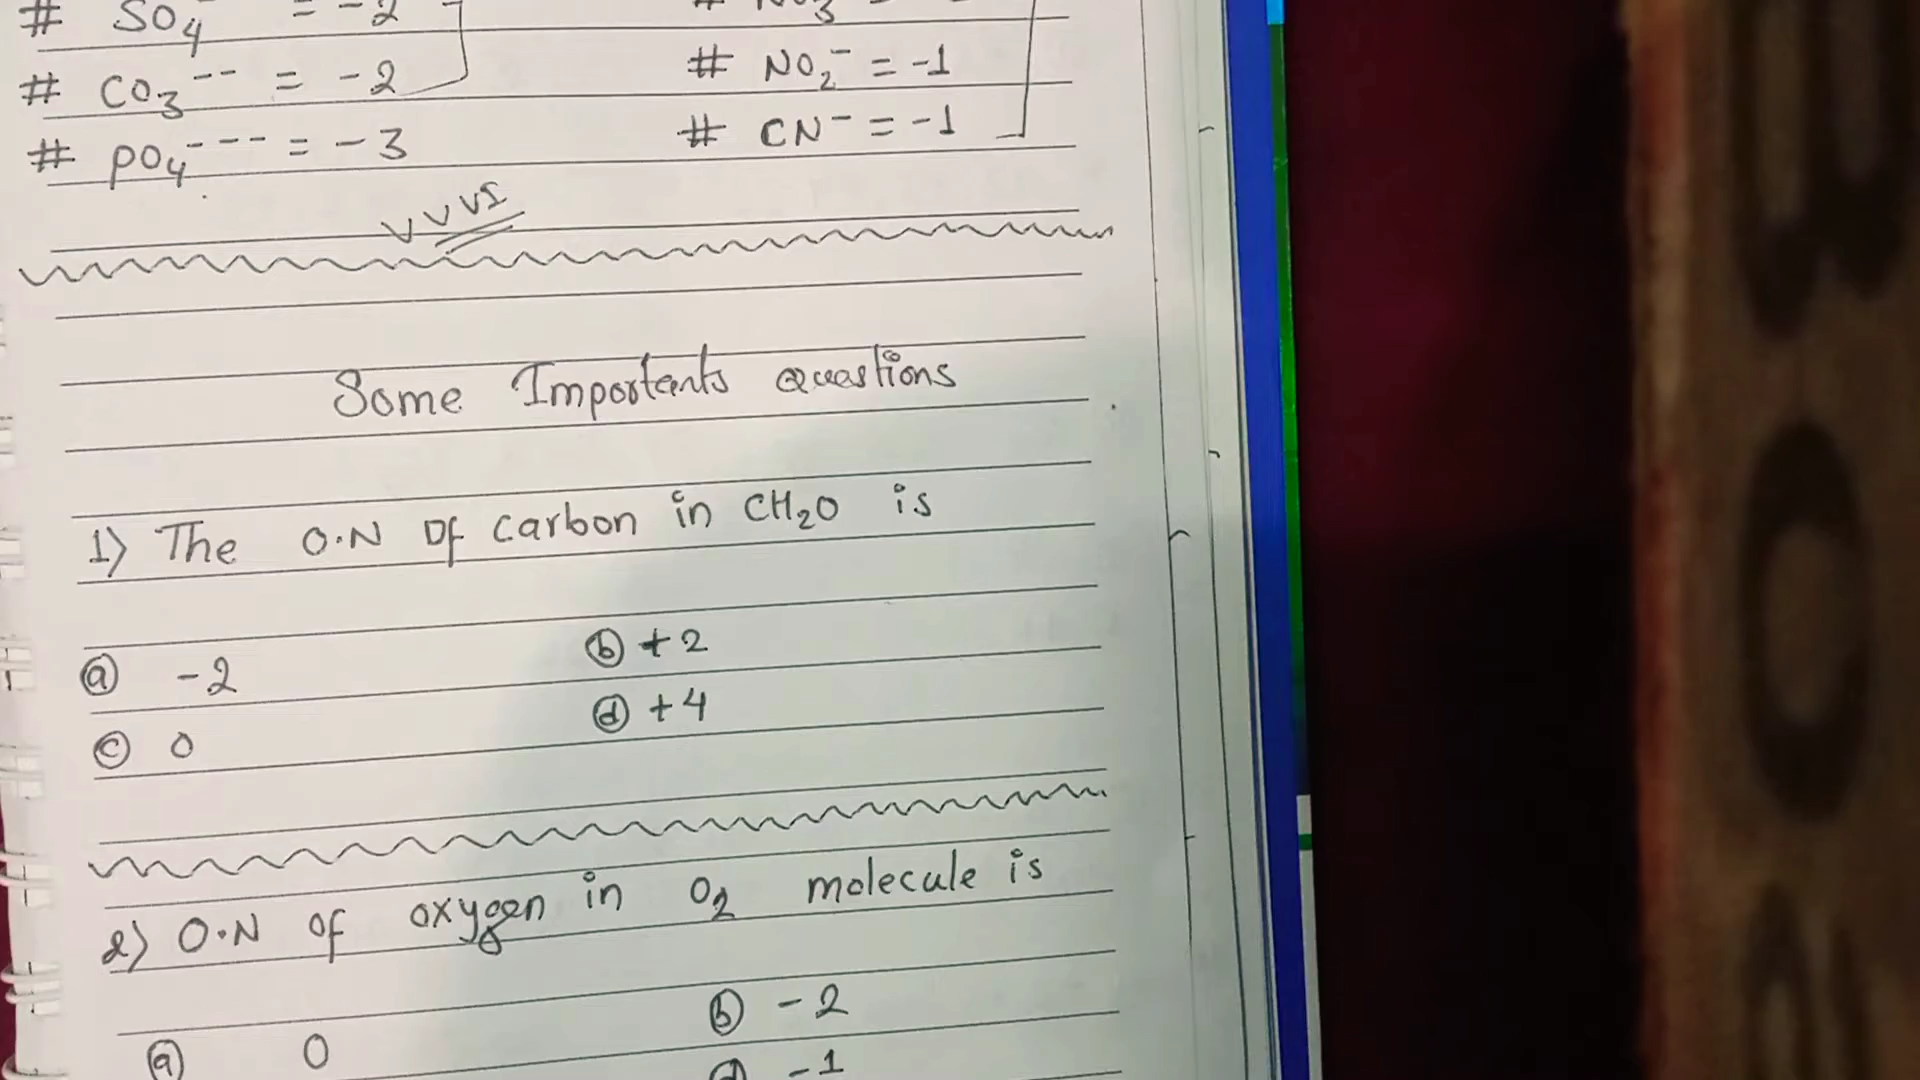 # SO4 = -2
# CO3-- = -2
# PO4--- = -3
# NO3
# NO2- = -1
# CN- = -1
VVVI
Some Importants questions
1) The O.N Of carbon in CH2O is
(a) -2 (b) +2
(c) 0 (d) +4
2) O.N of oxygen in O2 molecule is
(a) 0 (b) -2
(d) -1